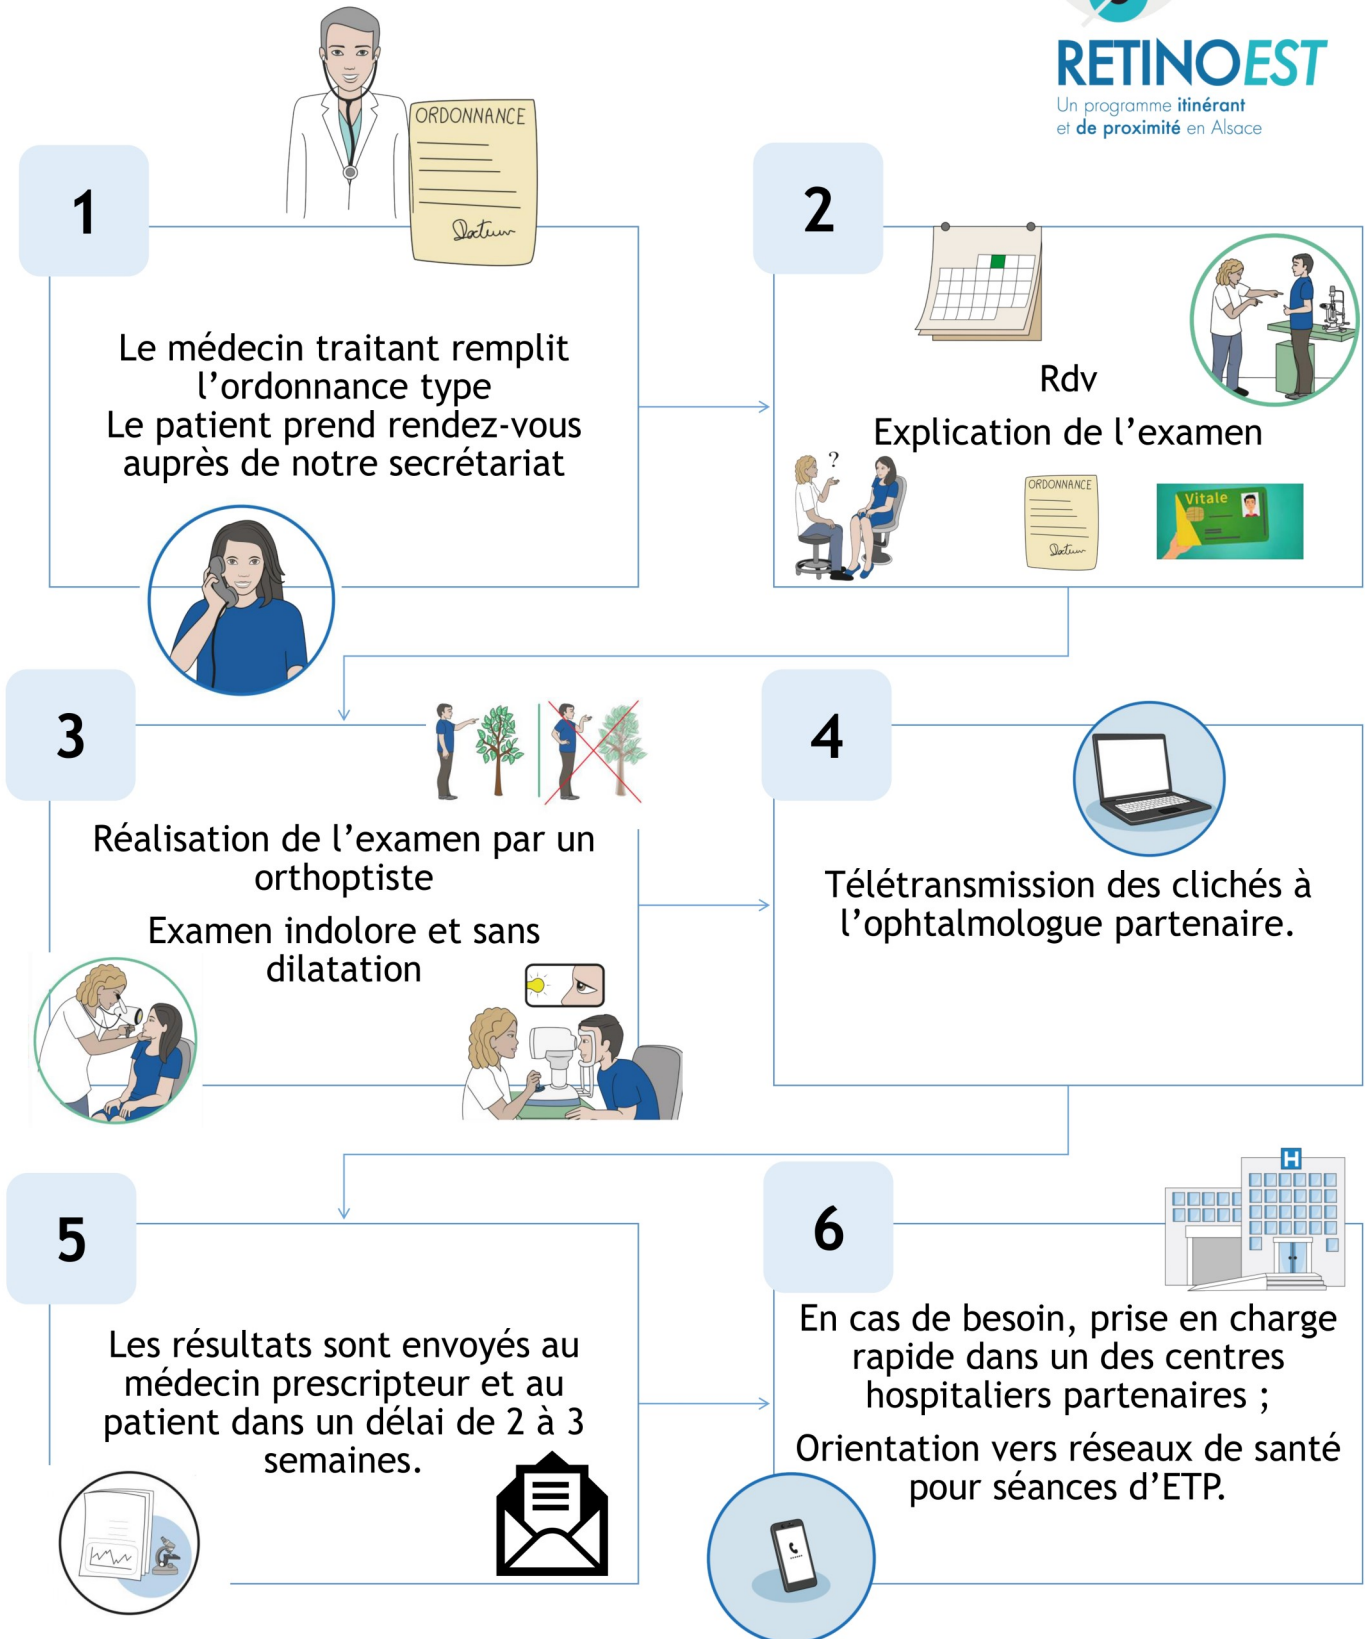 RETINOEST
Un programme itinérant
et de proximité en Alsace
1
ORDONNANCE
Docteur
Le médecin traitant remplit
l’ordonnance type
Le patient prend rendez-vous
auprès de notre secrétariat
2
Rdv
Explication de l’examen
?
ORDONNANCE
Docteur
Vitale
3
Réalisation de l’examen par un
orthoptiste
Examen indolore et sans
dilatation
4
Télétransmission des clichés à
l’ophtalmologue partenaire.
5
Les résultats sont envoyés au
médecin prescripteur et au
patient dans un délai de 2 à 3
semaines.
6
H
En cas de besoin, prise en charge
rapide dans un des centres
hospitaliers partenaires ;
Orientation vers réseaux de santé
pour séances d’ETP.